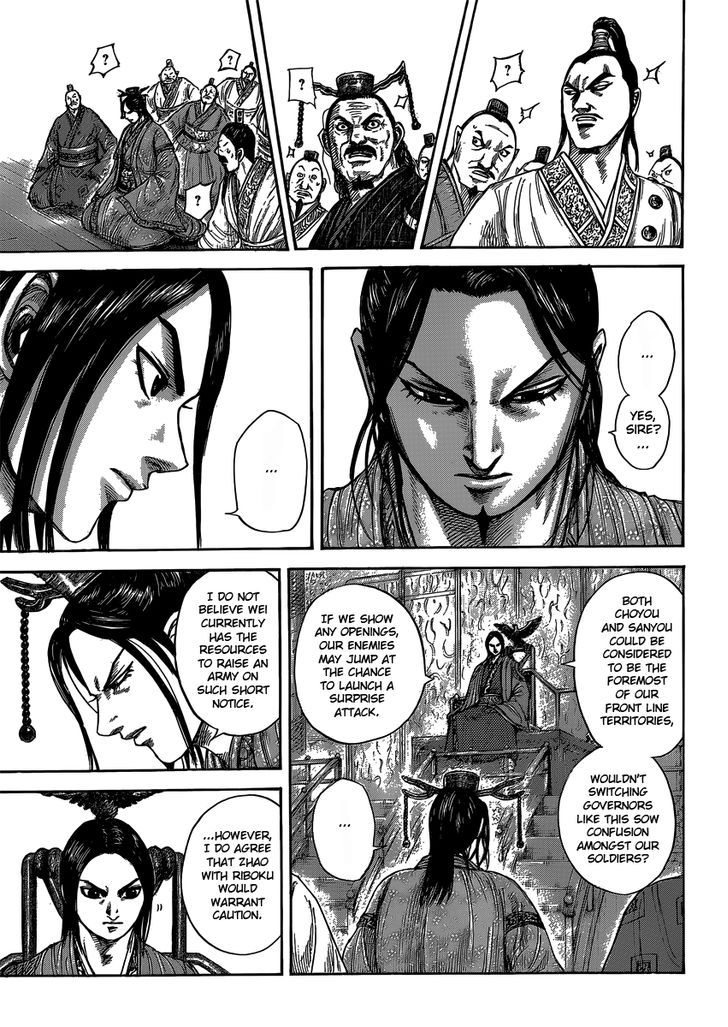 ?
?
?
?
?
...
YES,
SIRE?
...
...
BOTH
CHOYOU
AND SANYOU
COULD BE
CONSIDERED
TO BE THE
FOREMOST
OF OUR
FRONT LINE
TERRITORIES,
WOULDN'T
SWITCHING
GOVERNORS
LIKE THIS SOW
CONFUSION
AMONGST OUR
SOLDIERS?
IF WE SHOW
ANY OPENINGS,
OUR ENEMIES
MAY JUMP AT
THE CHANCE
TO LAUNCH A
SURPRISE
ATTACK.
...
I DO NOT
BELIEVE WEI
CURRENTLY
HAS THE
RESOURCES
TO RAISE AN
ARMY ON
SUCH SHORT
NOTICE.
...HOWEVER,
I DO AGREE
THAT ZHAO
WITH RIBOKU
WOULD
WARRANT
CAUTION.